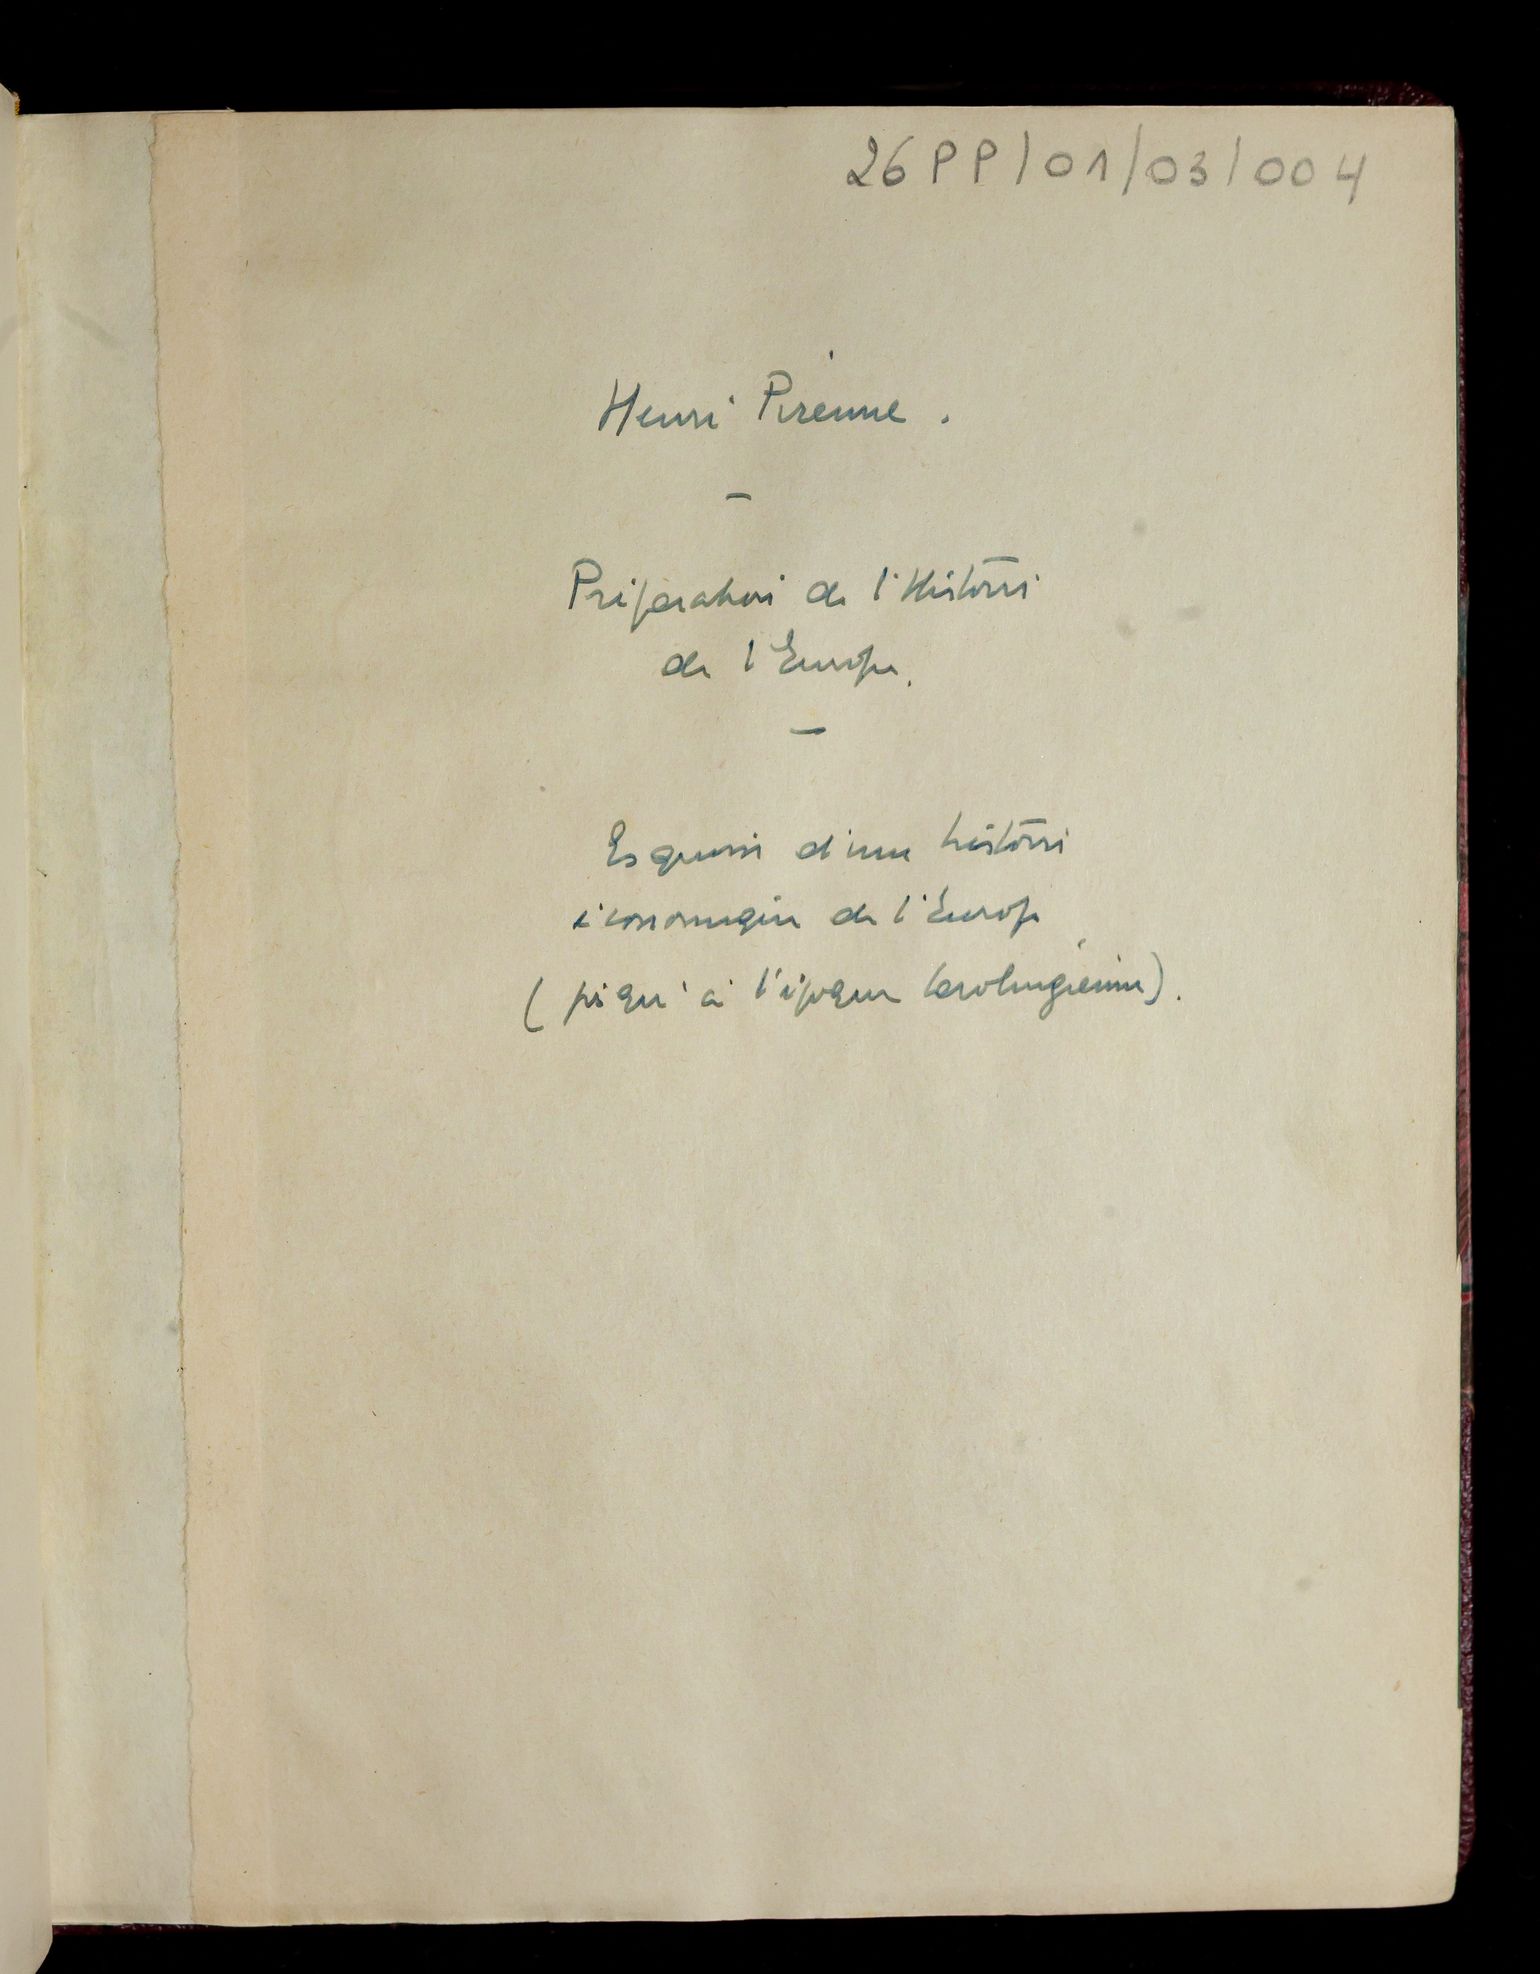 26PP/01/03/004
Henri Pirenne.
–
Préparation de l'Histoire
de l'Europe.
–
Esquisse d'une histoire
économique de l'Europe
(jusqu'à l'époque Carolingienne).